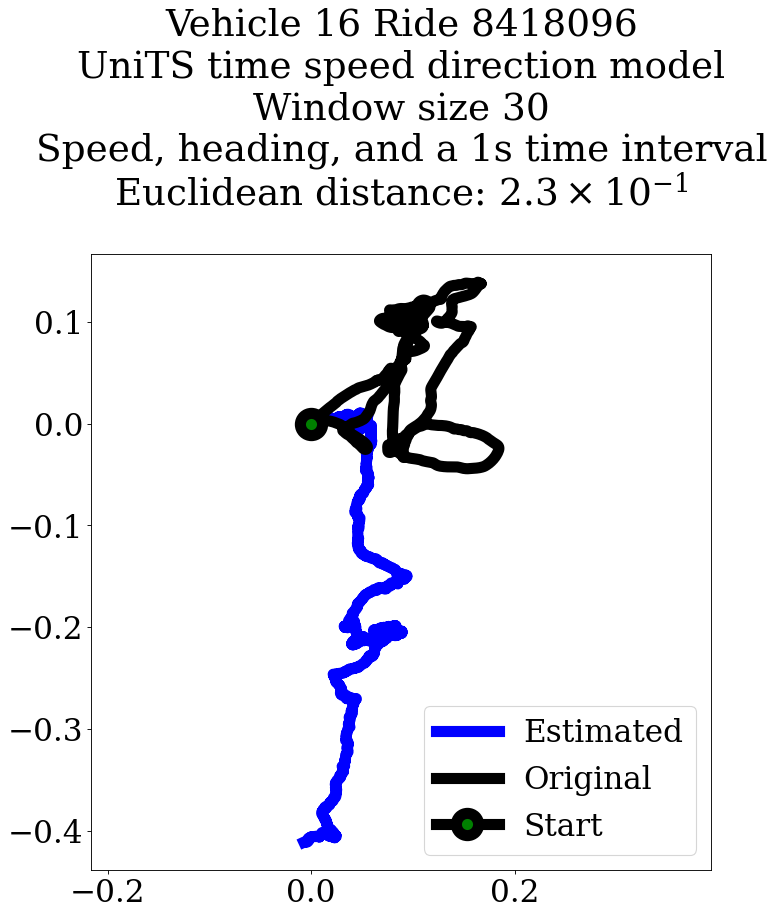 Vehicle 16 Ride 8418096
UniTS time speed direction model
Window size 30
Speed, heading, and a 1s time interval
Euclidean distance: 2.3 × 10⁻¹
0.1
0.0
−0.1
−0.2
−0.3
−0.4
−0.2
0.0
0.2
Estimated
Original
Start